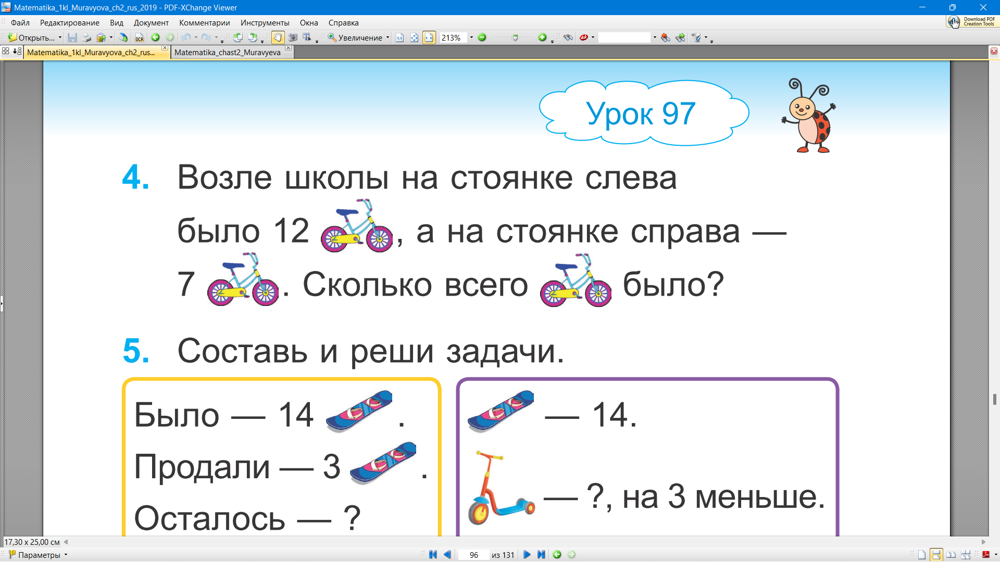 Matematika_1kl_Muravyova_ch2_rus_2019 - PDF-XChange Viewer
Файл Редактирование Вид Документ Комментарии Инструменты Окна Справка
Download PDF
Creation Tools
Открыть... OCR Увеличение 1:1 213%
Matematika_1kl_Muravyova_ch2_rus... Matematika_chast2_Muravyeva
Урок 97
4. Возле школы на стоянке слева
было 12 , а на стоянке справа —
7 . Сколько всего было?
5. Составь и реши задачи.
Было — 14 .
Продали — 3 .
Осталось — ?
— 14.
— ?, на 3 меньше.
17,30 x 25,00 см
Параметры 96 из 131